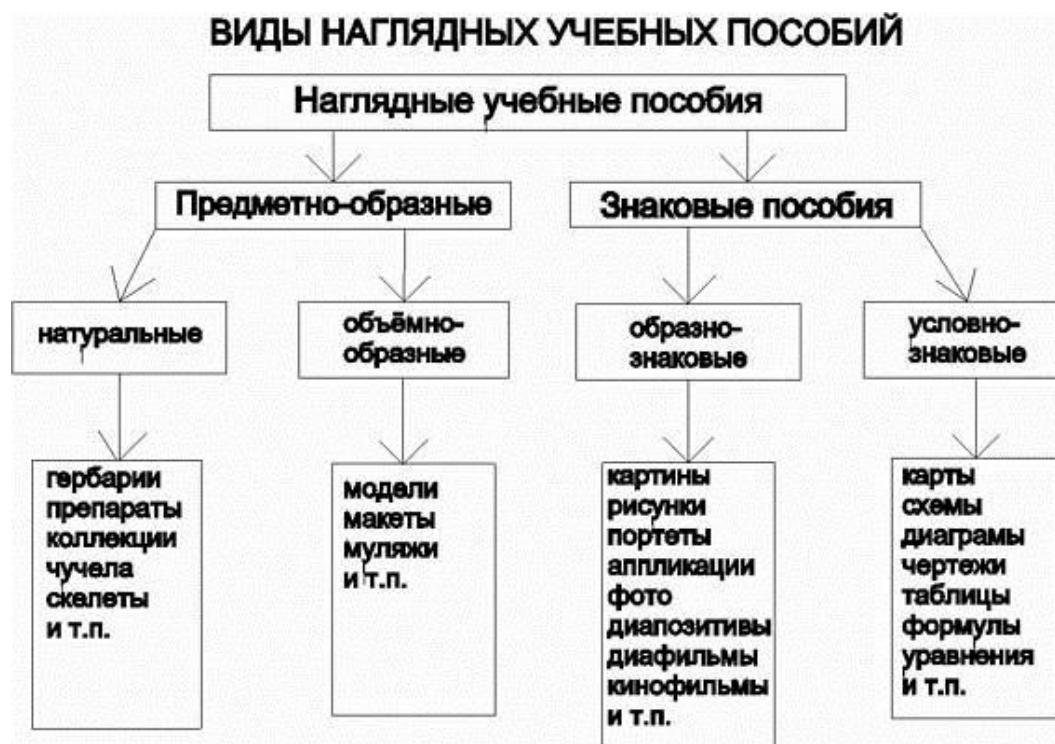 ВИДЫ НАГЛЯДНЫХ УЧЕБНЫХ ПОСОБИЙ
Наглядные учебные пособия
Предметно-образные
Знаковые пособия
натуральные
объёмно-
образные
образно-
знаковые
условно-
знаковые
гербарии
препараты
коллекции
чучела
скелеты
и т.п.
модели
макеты
муляжи
и т.п.
картины
рисунки
портеты
аппликации
фото
диапозитивы
диафильмы
кинофильмы
и т.п.
карты
схемы
диаграмы
чертежи
таблицы
формулы
уравнения
и т.п.